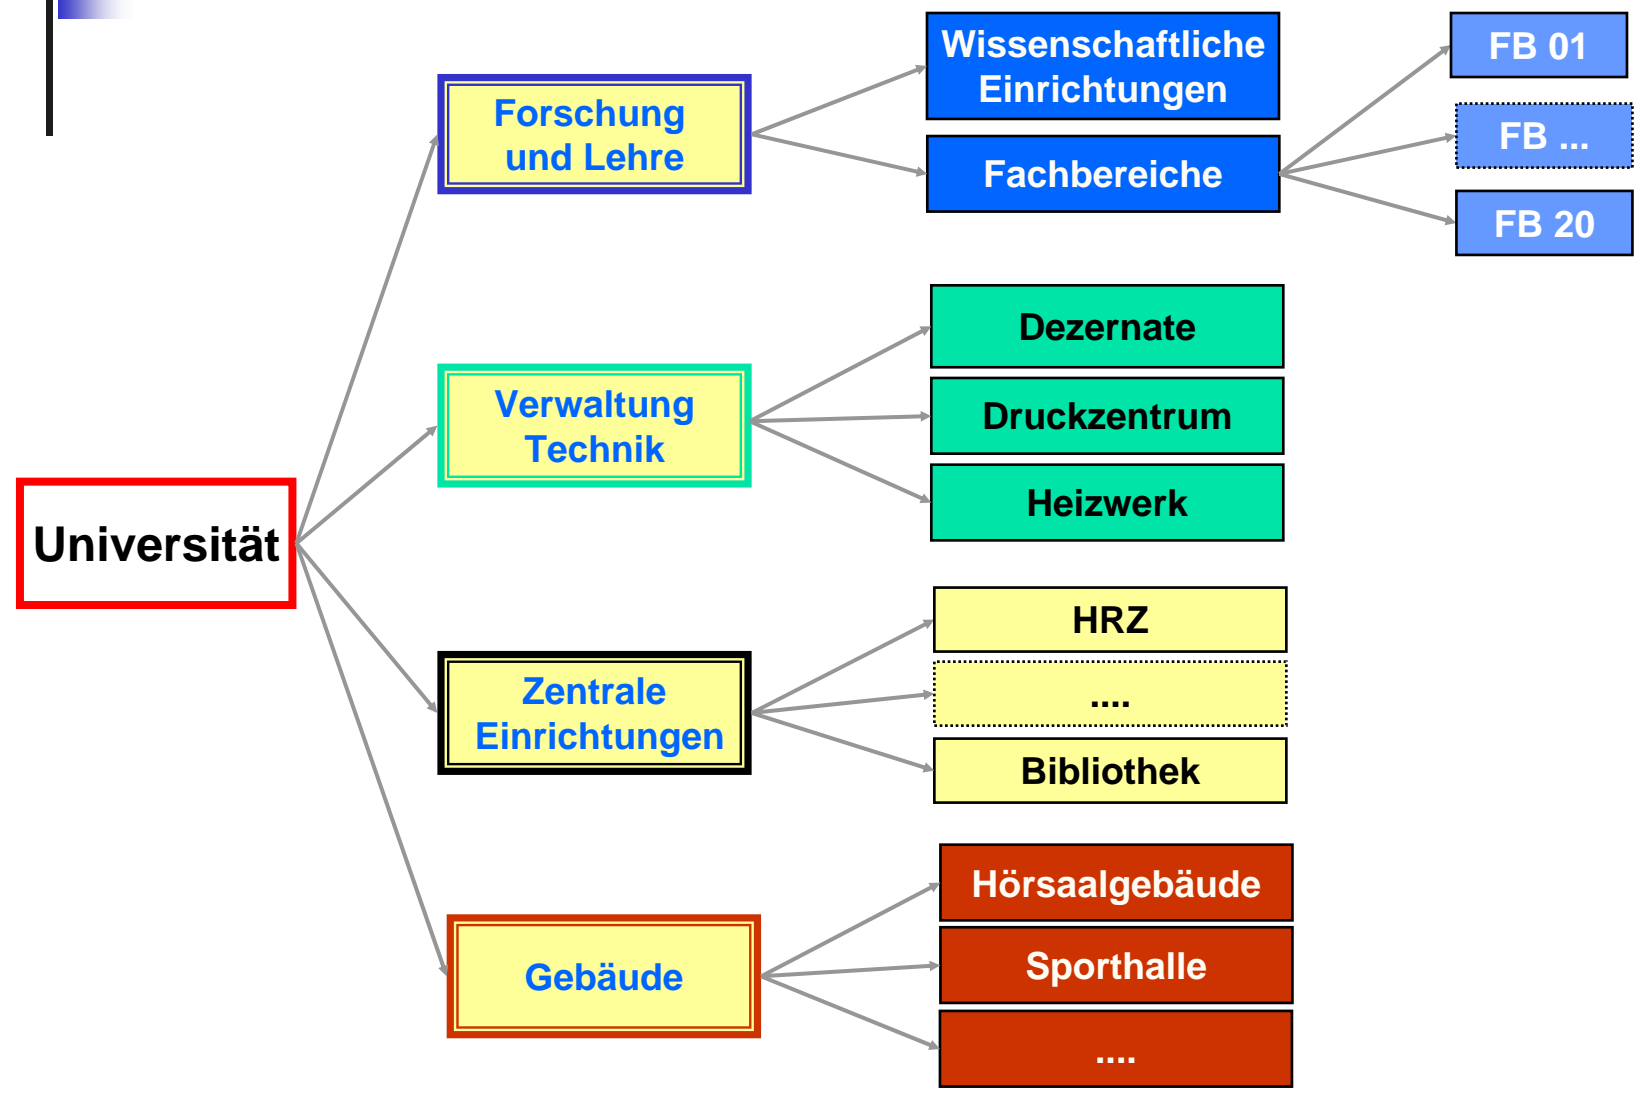 Universität
Forschung
und Lehre
Wissenschaftliche
Einrichtungen
Fachbereiche
FB 01
FB ...
FB 20
Verwaltung
Technik
Dezernate
Druckzentrum
Heizwerk
Zentrale
Einrichtungen
HRZ
....
Bibliothek
Gebäude
Hörsaalgebäude
Sporthalle
....